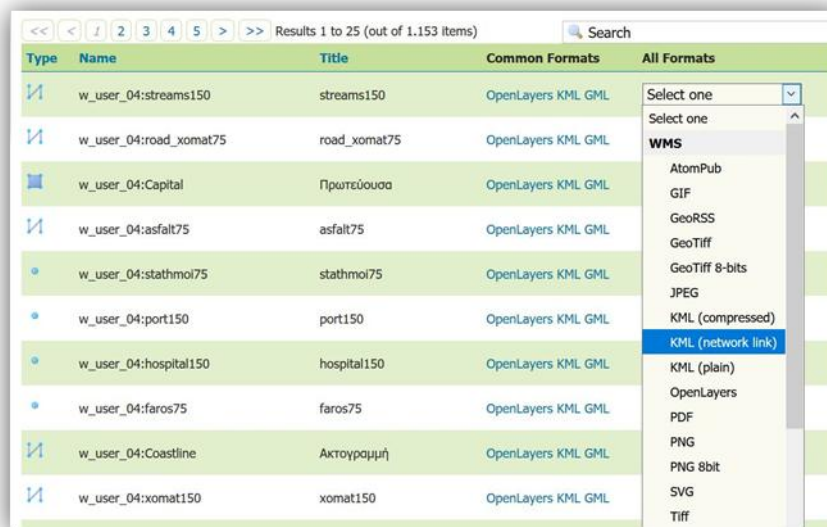 << < 1 2 3 4 5 > >> Results 1 to 25 (out of 1.153 items) Search
Type Name Title Common Formats All Formats
w_user_04:streams150 streams150 OpenLayers KML GML Select one
Select one
w_user_04:road_xomat75 road_xomat75 OpenLayers KML GML WMS
AtomPub
w_user_04:Capital Πρωτεύουσα OpenLayers KML GML GIF
GeoRSS
w_user_04:asfalt75 asfalt75 OpenLayers KML GML GeoTiff
w_user_04:stathmoi75 stathmoi75 OpenLayers KML GML GeoTiff 8-bits
JPEG
w_user_04:port150 port150 OpenLayers KML GML KML (compressed)
KML (network link)
w_user_04:hospital150 hospital150 OpenLayers KML GML KML (plain)
OpenLayers
w_user_04:faros75 faros75 OpenLayers KML GML PDF
PNG
w_user_04:Coastline Ακτογραμμή OpenLayers KML GML PNG 8bit
w_user_04:xomat150 xomat150 OpenLayers KML GML SVG
Tiff